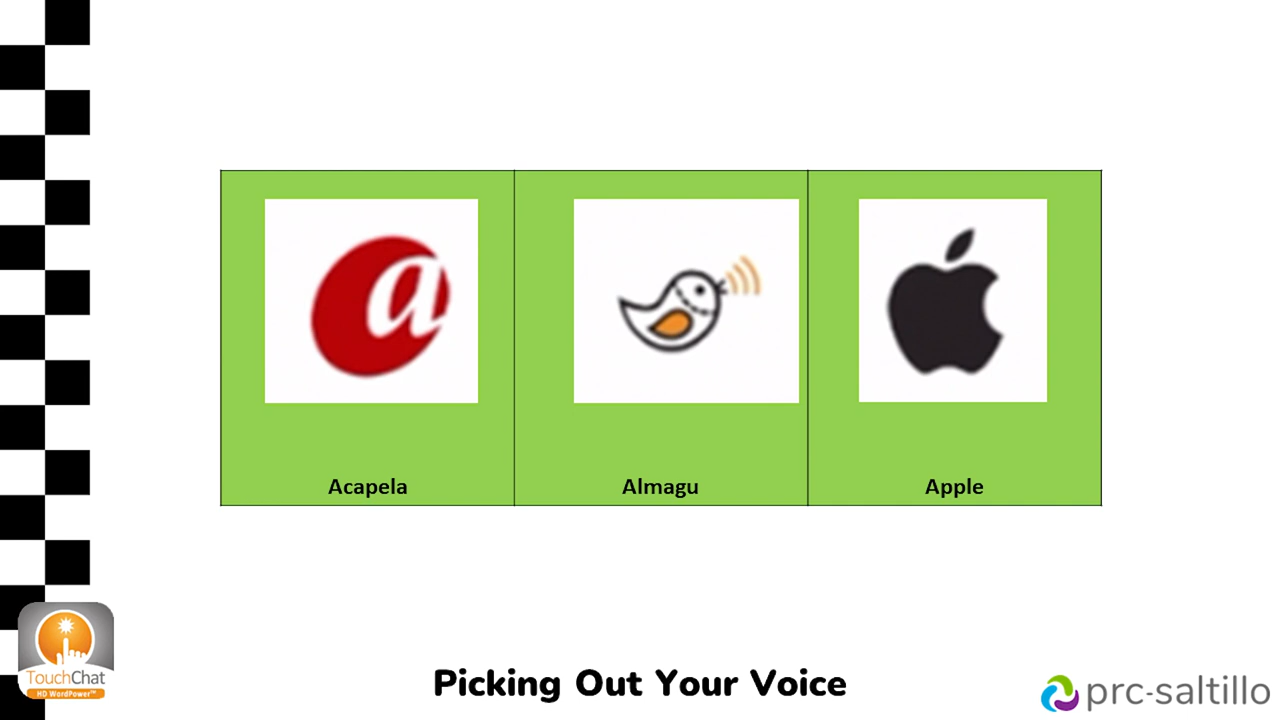 a
Acapela
Almagu
Apple
TouchChat
HD WordPower™
Picking Out Your Voice
prc-saltillo